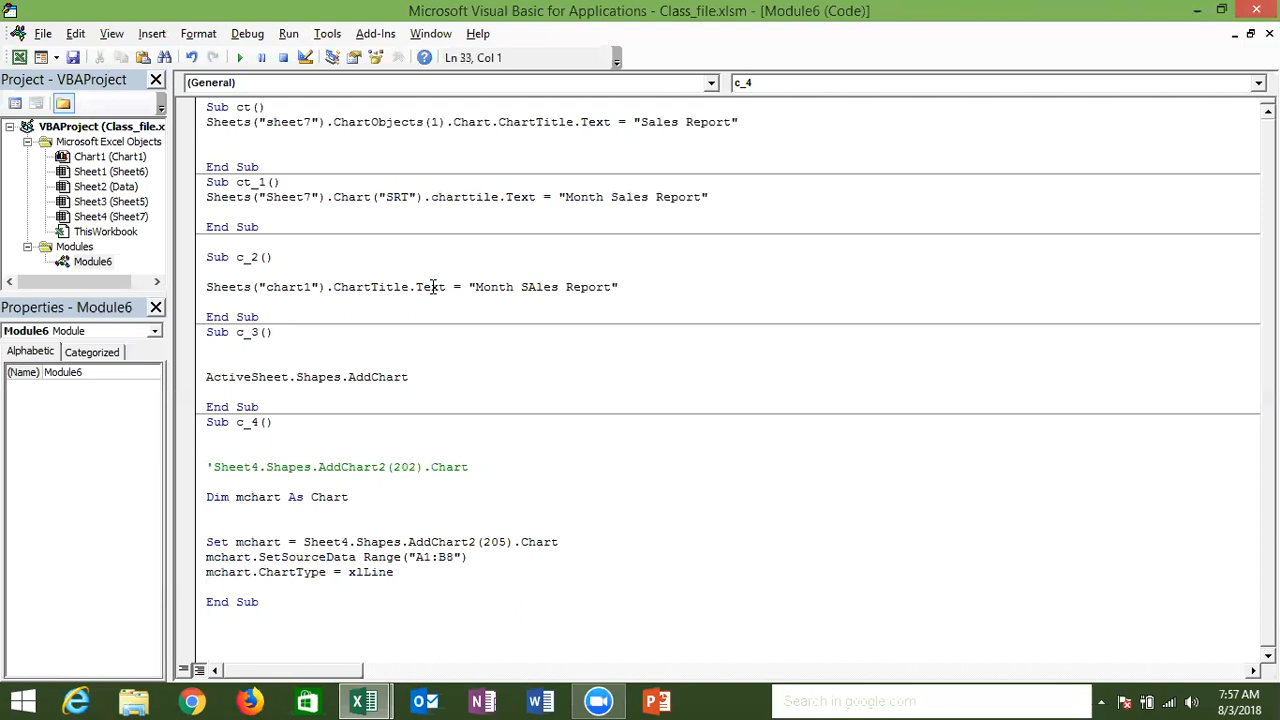 Microsoft Visual Basic for Applications - Class_file.xlsm - [Module6 (Code)]
File Edit View Insert Format Debug Run Tools Add-Ins Window Help
Ln 33, Col 1
Project - VBAProject
(General)
c_4
VBAProject (Class_file.x
Microsoft Excel Objects
Chart1 (Chart1)
Sheet1 (Sheet6)
Sheet2 (Data)
Sheet3 (Sheet5)
Sheet4 (Sheet7)
ThisWorkbook
Modules
Module6
Properties - Module6
Module6 Module
Alphabetic Categorized
(Name) Module6
Sub ct()
Sheets("sheet7").ChartObjects(1).Chart.ChartTitle.Text = "Sales Report"
End Sub
Sub ct_1()
Sheets("Sheet7").Chart("SRT").charttile.Text = "Month Sales Report"
End Sub
Sub c_2()
Sheets("chart1").ChartTitle.Text = "Month SAles Report"
End Sub
Sub c_3()
ActiveSheet.Shapes.AddChart
End Sub
Sub c_4()
'Sheet4.Shapes.AddChart2(202).Chart
Dim mchart As Chart
Set mchart = Sheet4.Shapes.AddChart2(205).Chart
mchart.SetSourceData Range("A1:B8")
mchart.ChartType = xlLine
End Sub
Search in google.com
7:57 AM
8/3/2018